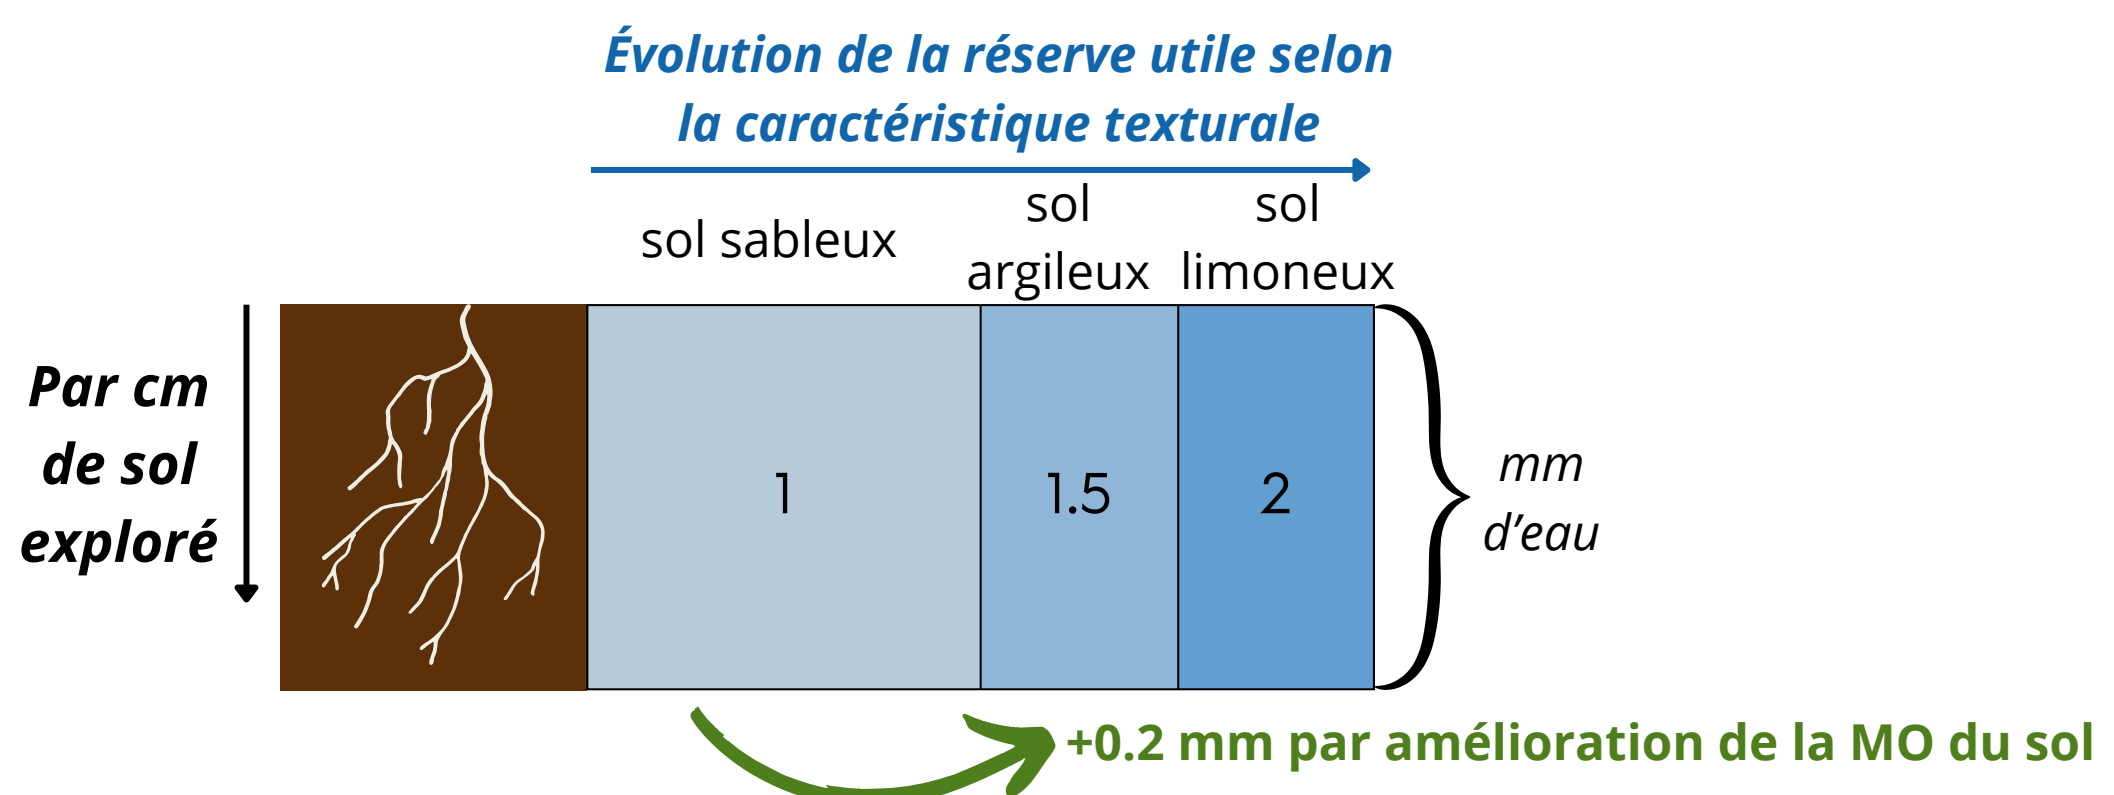 Évolution de la réserve utile selon
la caractéristique texturale
sol sableux
sol
argileux
sol
limoneux
Par cm
de sol
exploré
1
1.5
2
mm
d’eau
+0.2 mm par amélioration de la MO du sol